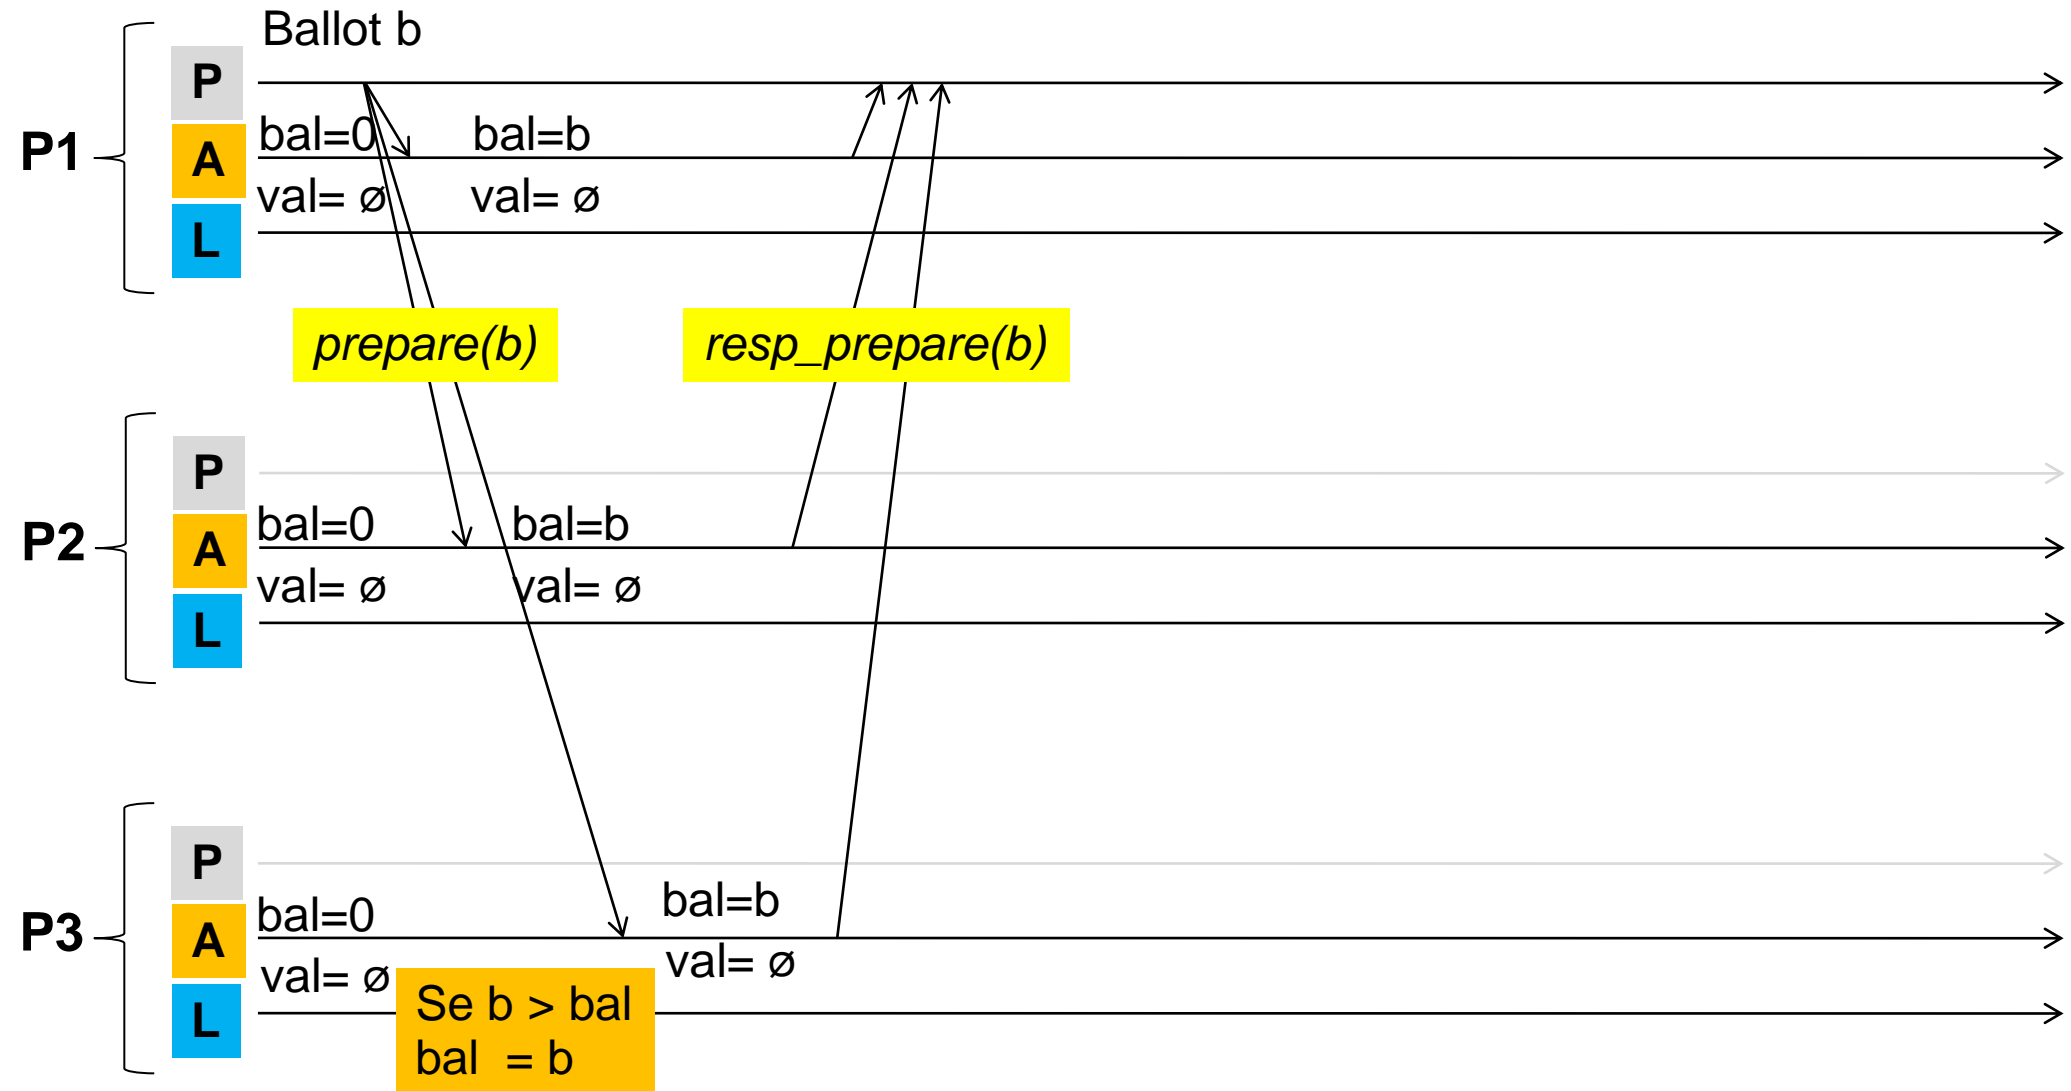 Ballot b
P
bal=0 bal=b
P1
A
val= ø val= ø
L
prepare(b) resp_prepare(b)
P
bal=0 bal=b
P2
A
val= ø val= ø
L
P
bal=0 bal=b
P3
A
val= ø val= ø
L
Se b > bal
bal = b